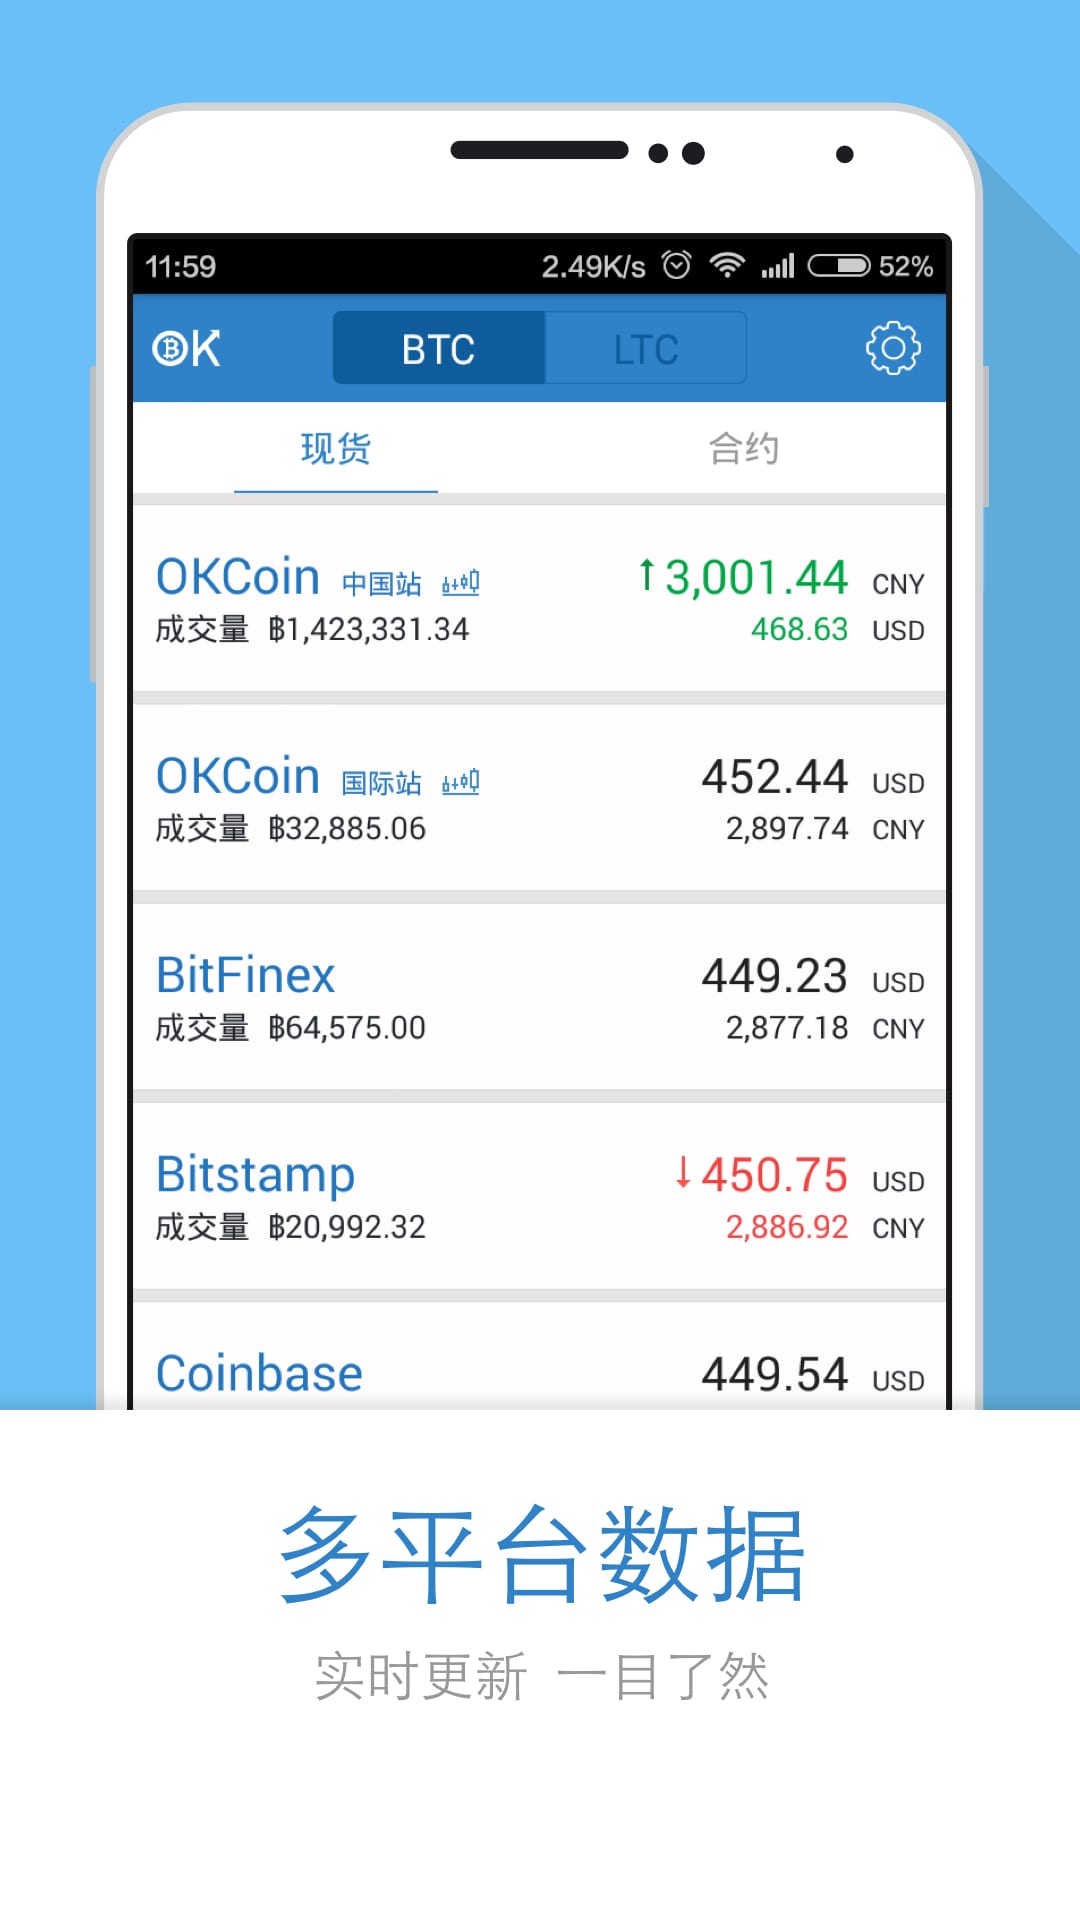 11:59 2.49K/s 52%
OK BTC LTC
现货 合约
OKCoin 中国站 ↑3,001.44 CNY
成交量 ฿1,423,331.34 468.63 USD
OKCoin 国际站 452.44 USD
成交量 ฿32,885.06 2,897.74 CNY
BitFinex 449.23 USD
成交量 ฿64,575.00 2,877.18 CNY
Bitstamp ↓450.75 USD
成交量 ฿20,992.32 2,886.92 CNY
Coinbase 449.54 USD
多平台数据
实时更新 一目了然